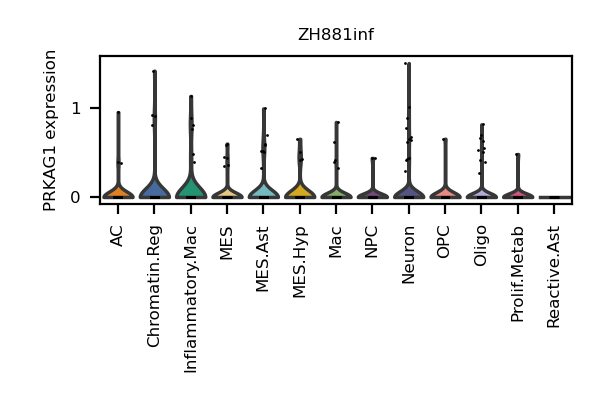 ZH881inf
PRKAG1 expression
1
0
AC
Chromatin.Reg
Inflammatory.Mac
MES
MES.Ast
MES.Hyp
Mac
NPC
Neuron
OPC
Oligo
Prolif.Metab
Reactive.Ast